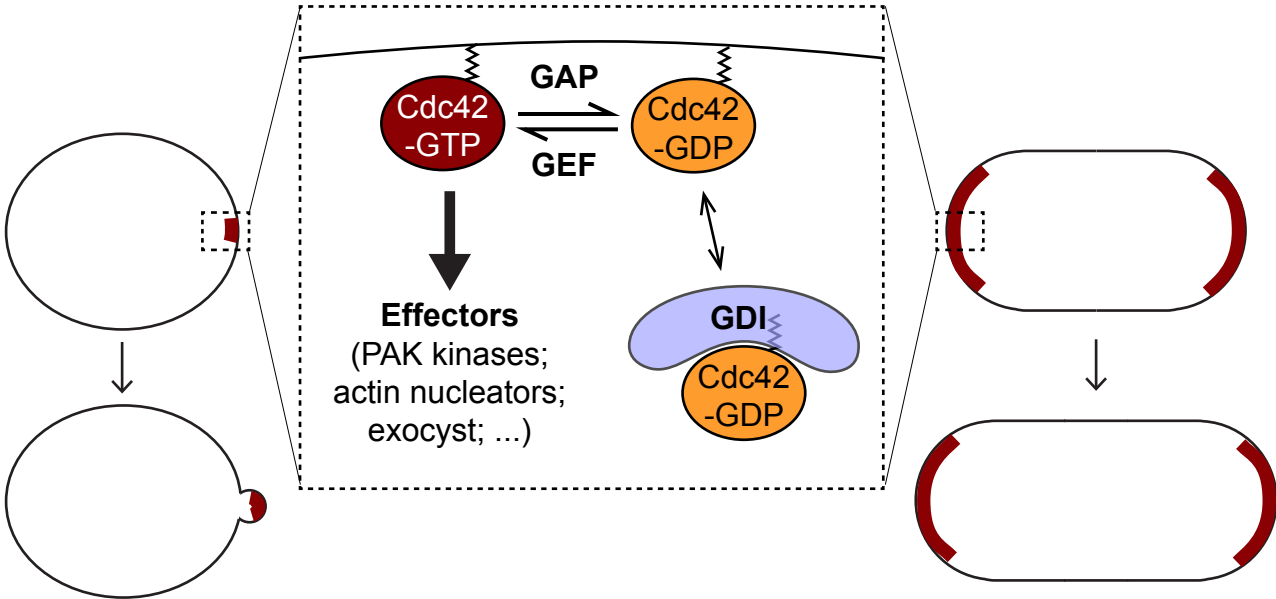 GAP
Cdc42
-GTP
Cdc42
-GDP
GEF
Effectors
(PAK kinases;
actin nucleators;
exocyst; ...)
GDI
Cdc42
-GDP